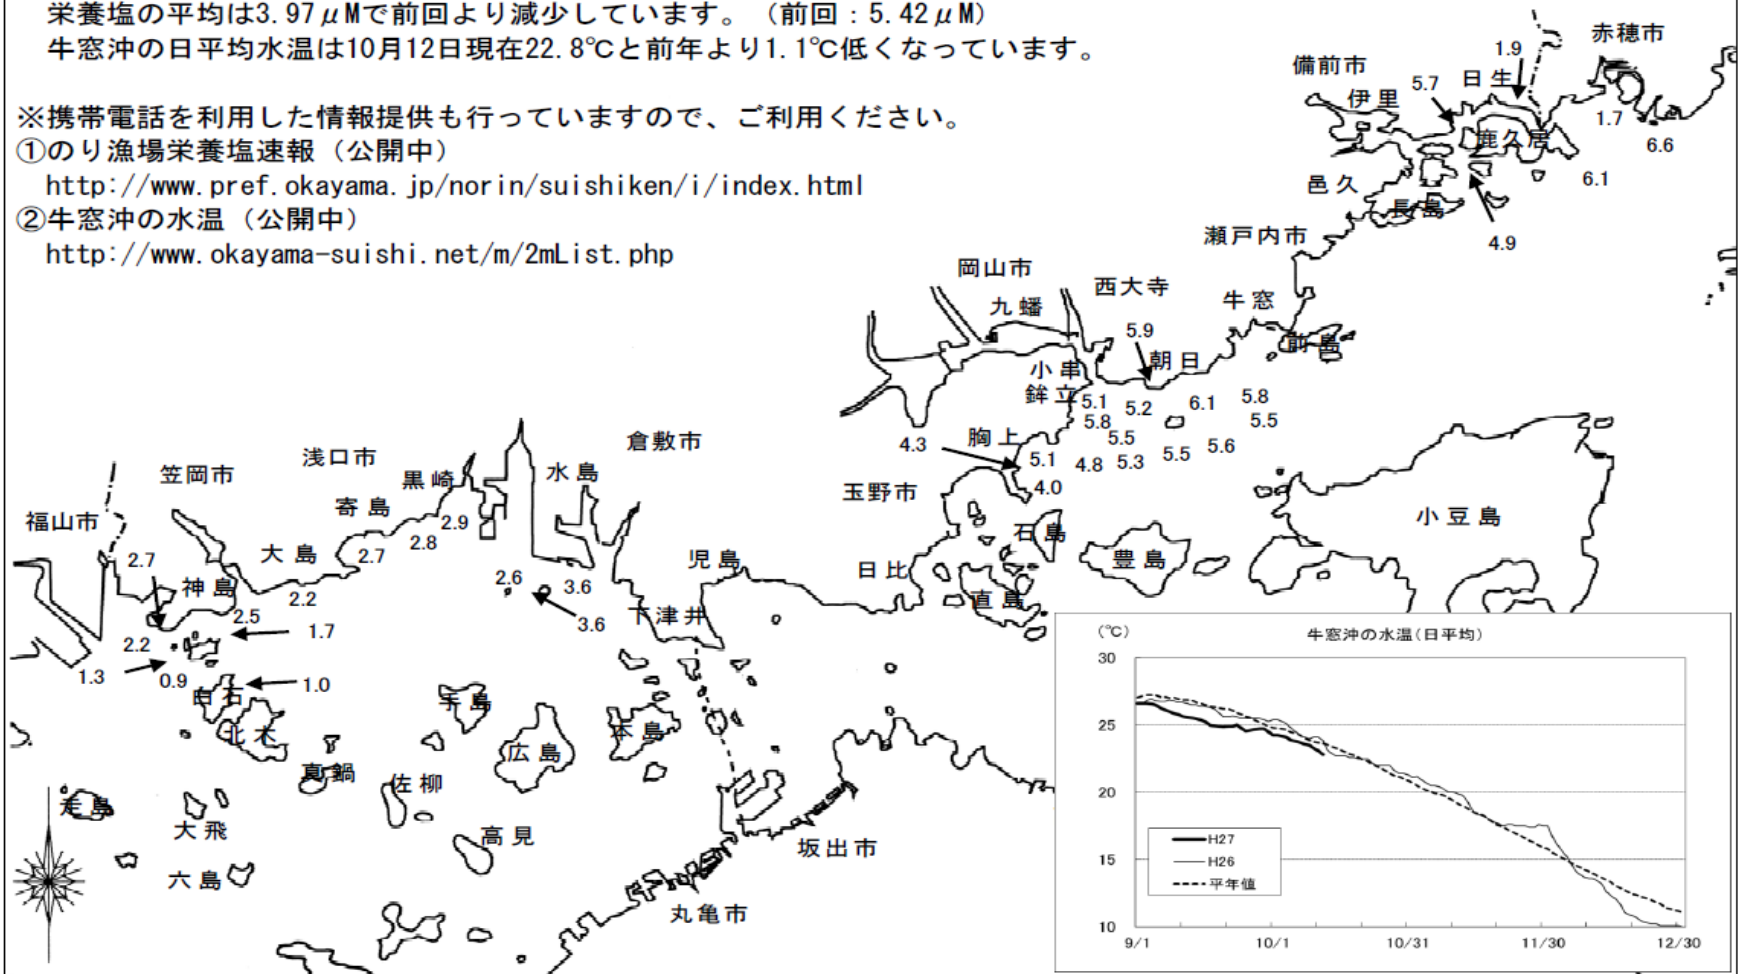 栄養塩の平均は3.97μMで前回より減少しています。（前回：5.42μM）
牛窓沖の日平均水温は10月12日現在22.8℃と前年より1.1℃低くなっています。
※携帯電話を利用した情報提供も行っていますので、ご利用ください。
①のり漁場栄養塩速報（公開中）
http://www.pref.okayama.jp/norin/suishiken/i/index.html
②牛窓沖の水温（公開中）
http://www.okayama-suishi.net/m/2mList.php
赤穂市
1.9
備前市
日生
5.7
伊里
1.7
鹿久居
6.6
6.1
邑久
長島
4.9
瀬戸内市
岡山市
西大寺
牛窓
九蟠
5.9
前島
朝日
小串
鉾立
5.1
5.2
6.1
5.8
5.8
5.5
4.3
胸上
5.5
5.6
5.1
4.8
5.3
5.5
4.0
玉野市
倉敷市
浅口市
笠岡市
黒崎
水島
寄島
福山市
2.9
小豆島
石島
2.8
大島
2.7
2.7
児島
日比
豊島
神島
2.6
3.6
2.2
直島
2.5
下津井
3.6
1.7
2.2
1.3
0.9
1.0
白石
手島
北木
本島
広島
真鍋
佐柳
走島
大飛
高見
坂出市
六島
丸亀市
(℃)
牛窓沖の水温(日平均)
30
25
20
15
10
H27
H26
平年値
9/1
10/1
10/31
11/30
12/30